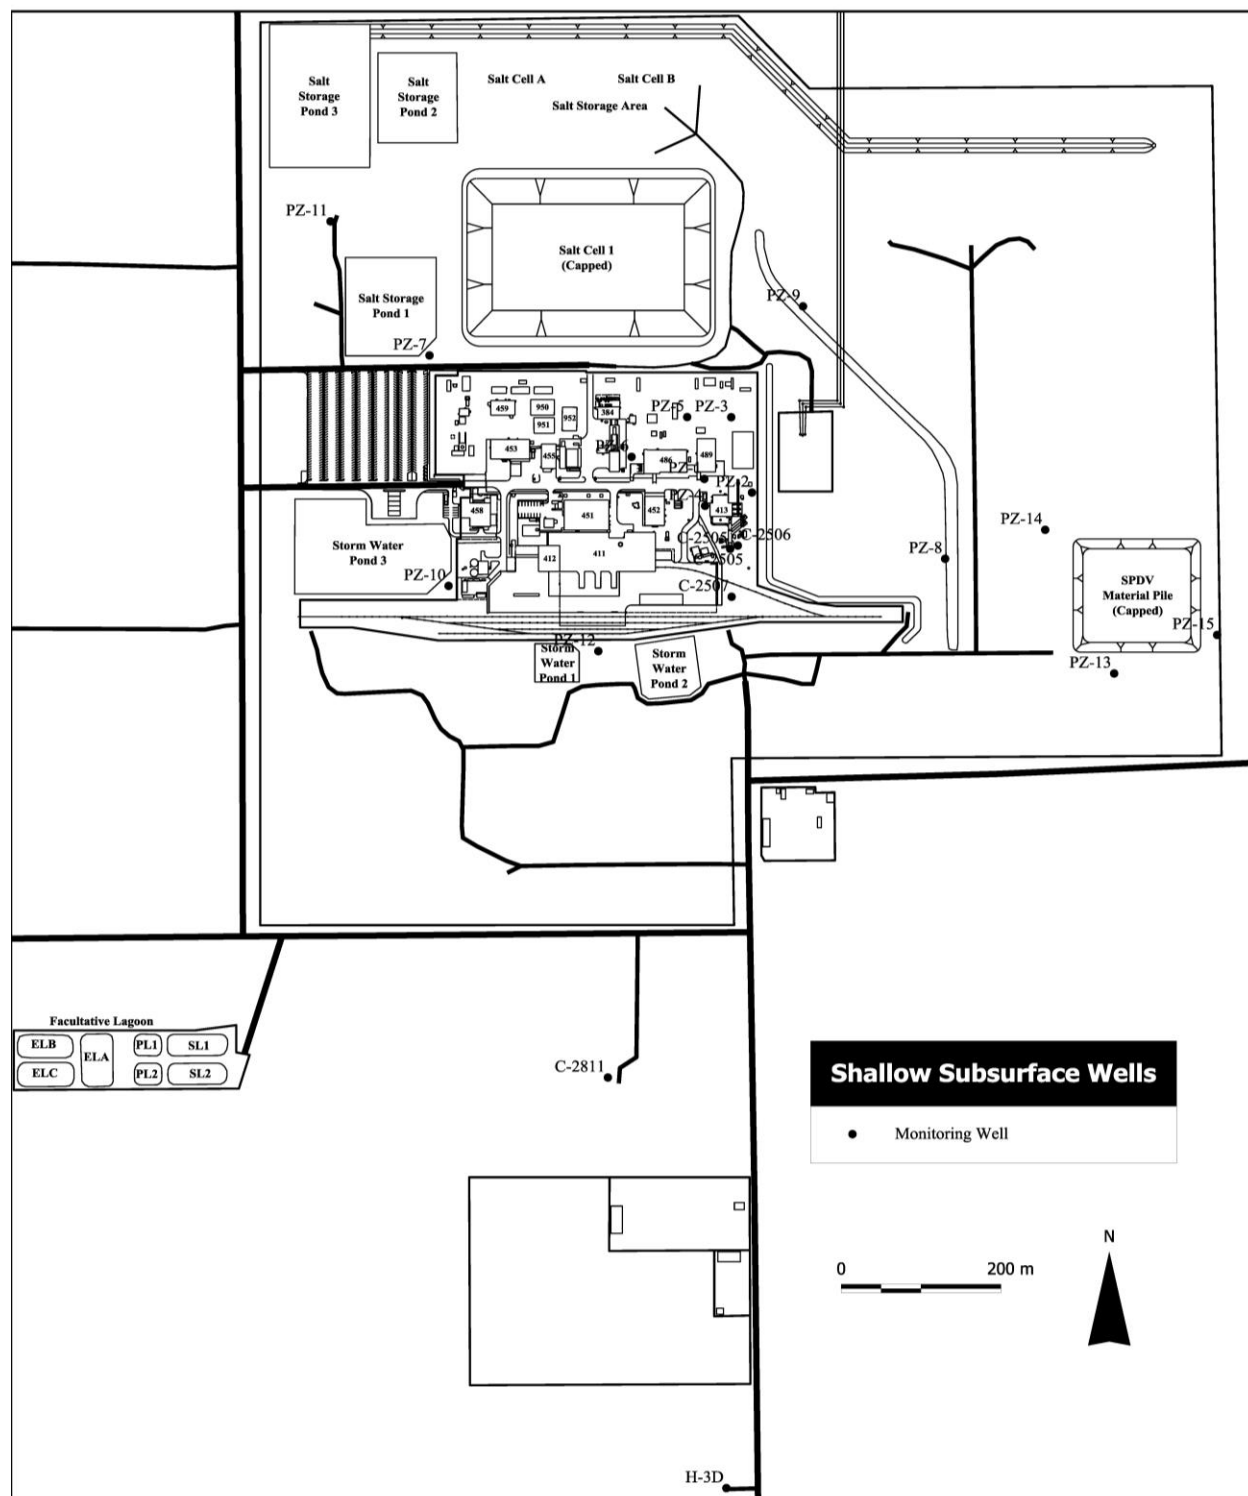 Salt
Storage
Pond 3
Salt
Storage
Pond 2
Salt Cell A
Salt Cell B
Salt Storage Area
PZ-11
Salt Cell 1
(Capped)
Salt Storage
Pond 1
PZ-9
PZ-7
459
950
951
952
384
PZ-5
PZ-3
453
455
PZ-6
486
489
PZ-2
PZ-4
458
451
452
413
PZ-14
Storm Water
Pond 3
412
411
C-2505
C-2506
C-2505
PZ-8
PZ-10
C-2507
SPDV
Material Pile
(Capped)
PZ-15
PZ-12
Storm
Water
Pond 1
Storm
Water
Pond 2
PZ-13
Facultative Lagoon
ELB
ELA
PL1
SL1
ELC
PL2
SL2
C-2811
Shallow Subsurface Wells
Monitoring Well
N
0
200 m
H-3D